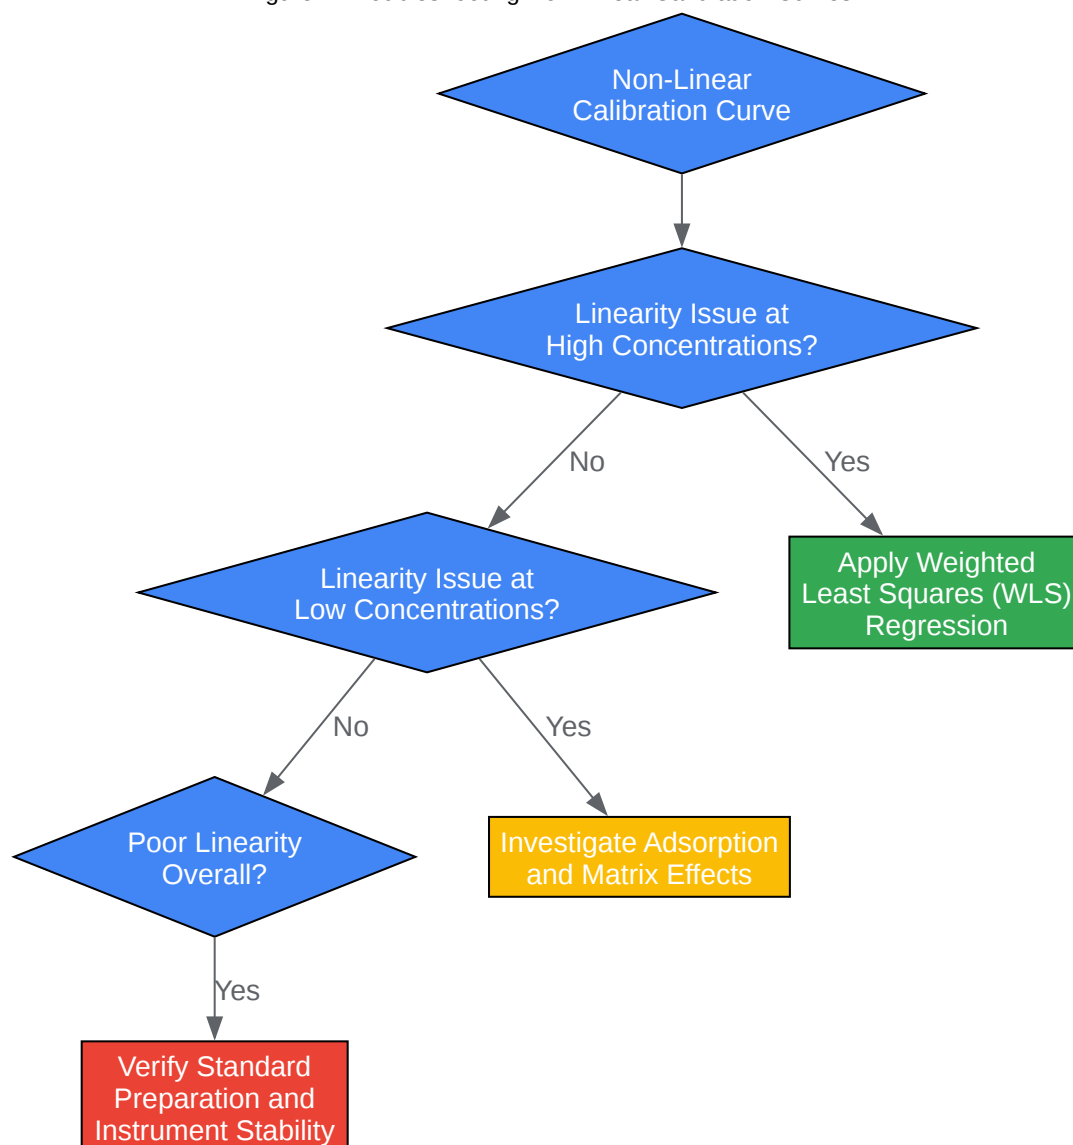 Non-Linear
Calibration Curve
Linearity Issue at
High Concentrations?
No
Yes
Linearity Issue at
Low Concentrations?
Apply Weighted
Least Squares (WLS)
Regression
No
Yes
Poor Linearity
Overall?
Investigate Adsorption
and Matrix Effects
Yes
Verify Standard
Preparation and
Instrument Stability